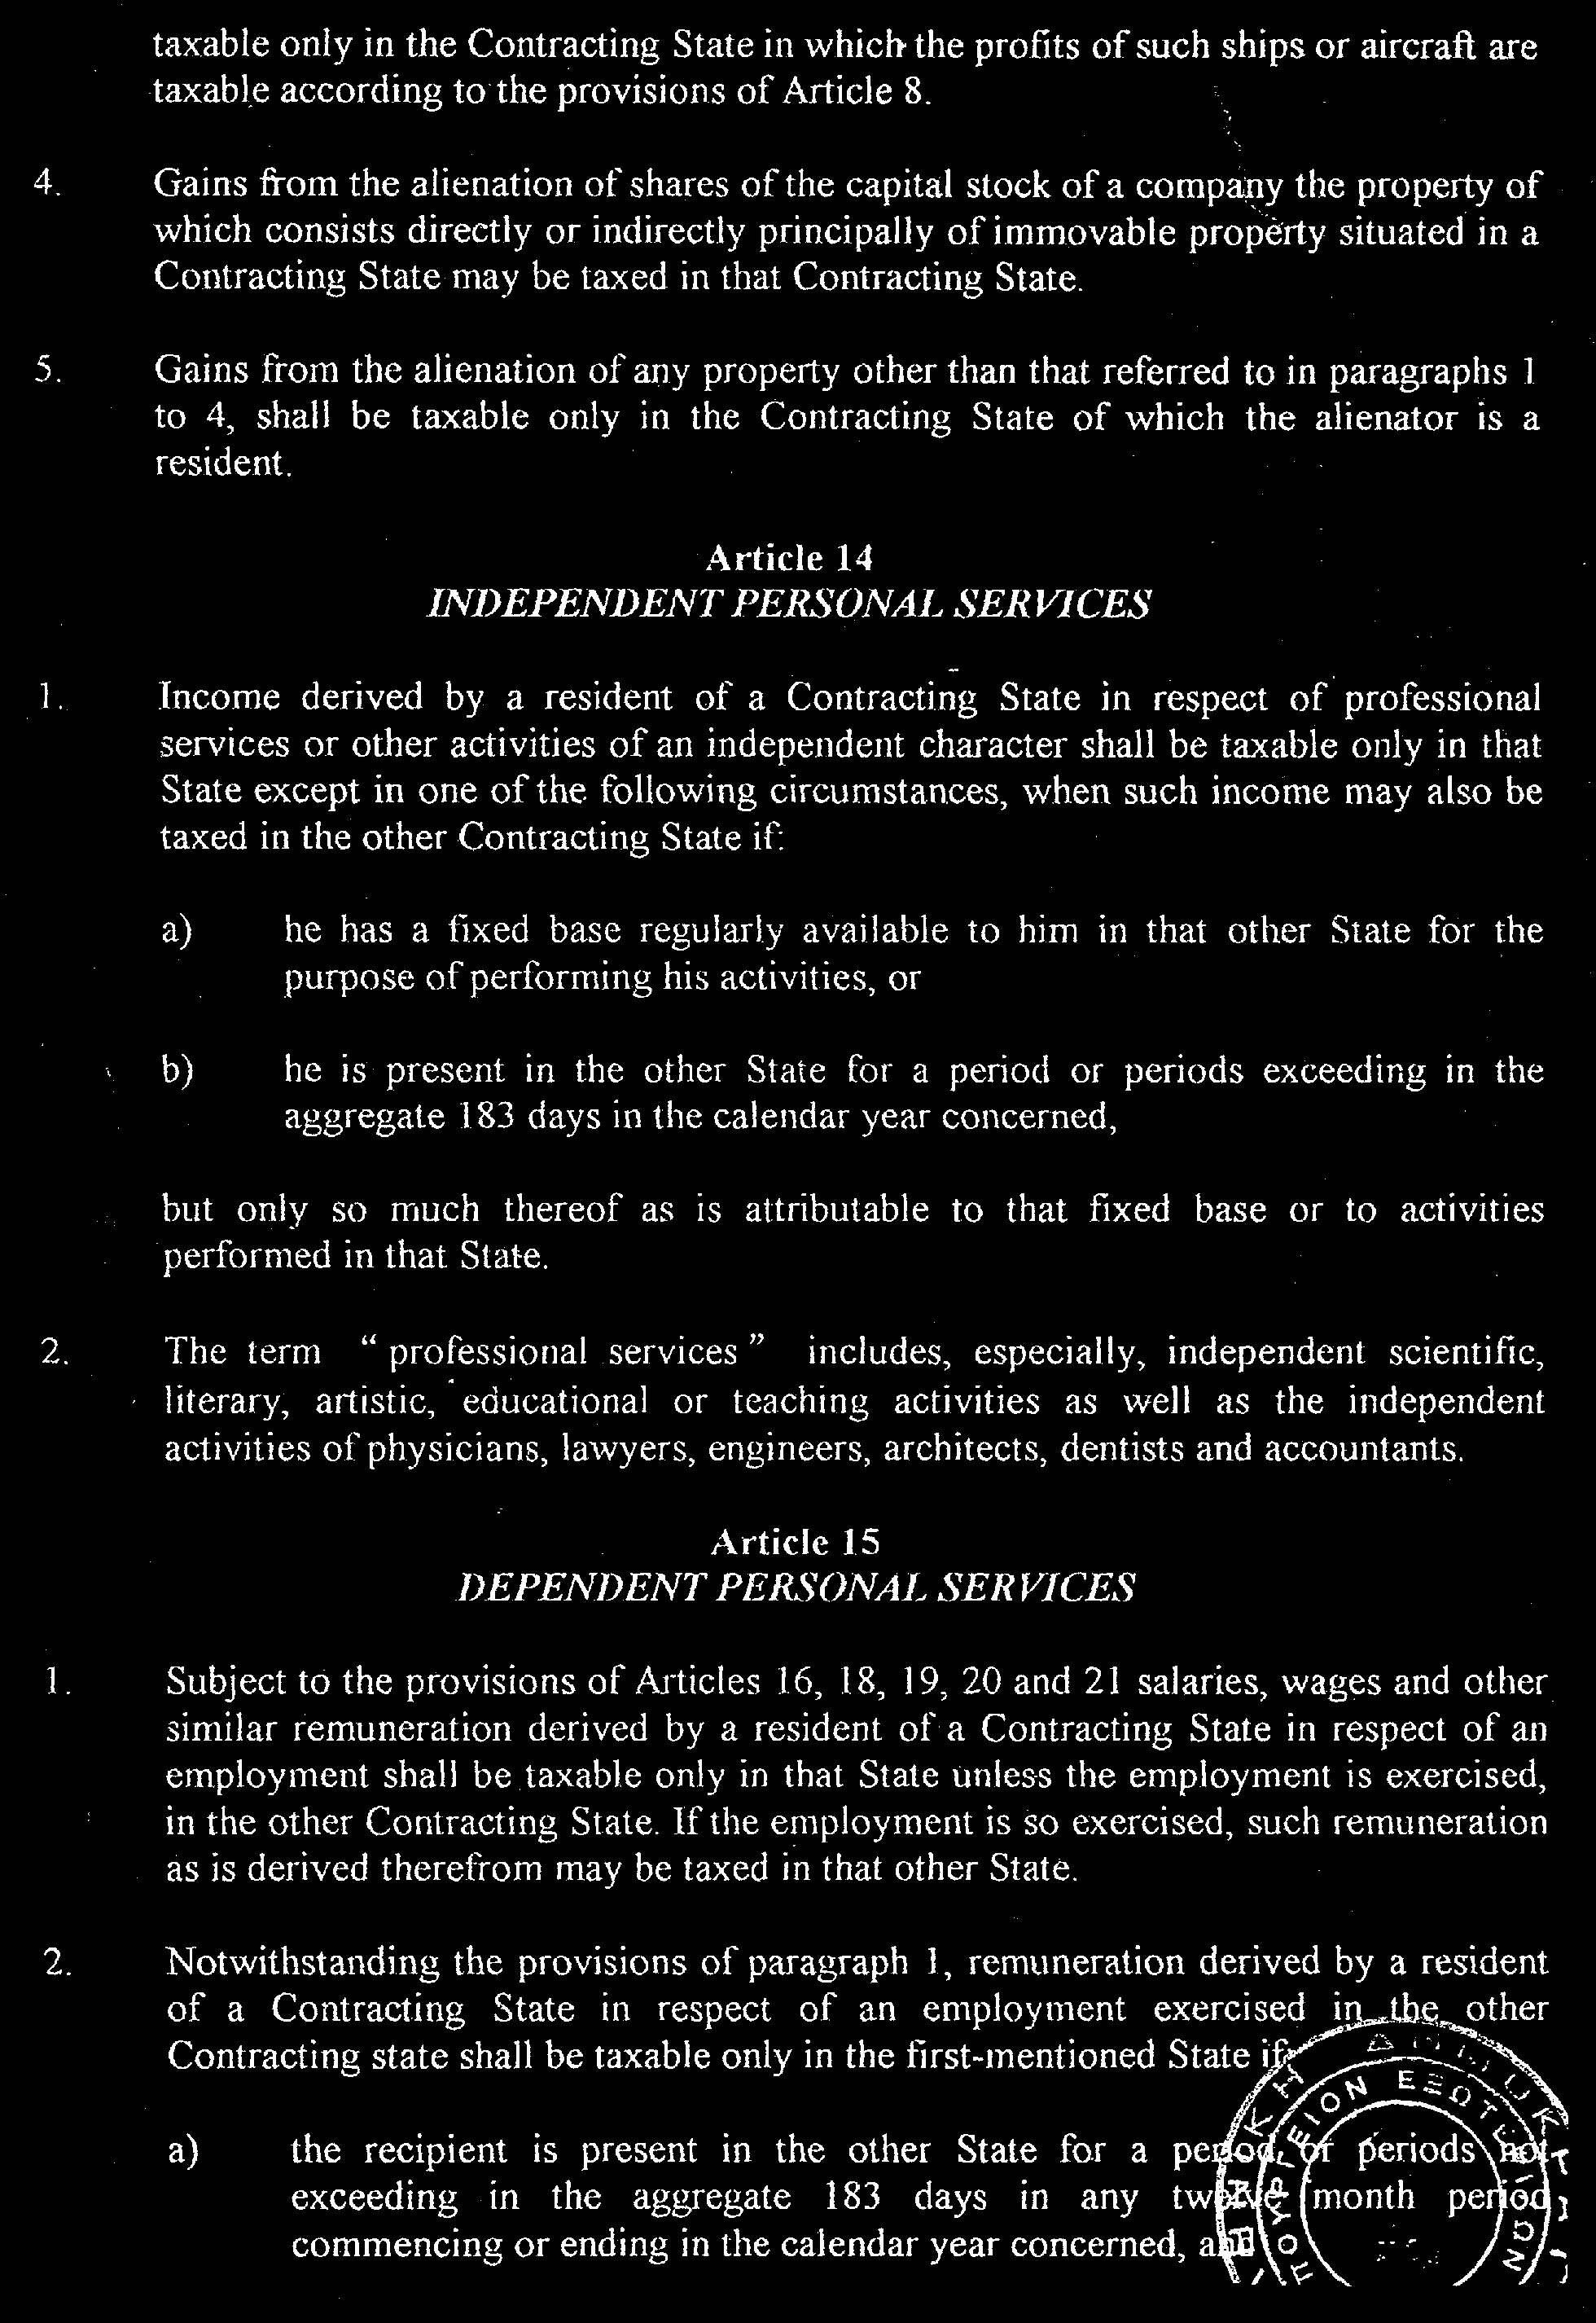 taxable only in the Contracting State in which the profits of such ships or aircraft are
taxable according to the provisions of Article 8.
4. Gains from the alienation of shares of the capital stock of a company the property of
which consists directly or indirectly principally of immovable property situated in a
Contracting State may be taxed in that Contracting State.
5. Gains from the alienation of any property other than that referred to in paragraphs 1
to 4, shall be taxable only in the Contracting State of which the alienator is a
resident.
Article 14
INDEPENDENT PERSONAL SERVICES
1. Income derived by a resident of a Contracting State in respect of professional
services or other activities of an independent character shall be taxable only in that
State except in one of the following circumstances, when such income may also be
taxed in the other Contracting State if:
a) he has a fixed base regularly available to him in that other State for the
purpose of performing his activities, or
b) he is present in the other State for a period or periods exceeding in the
aggregate 183 days in the calendar year concerned,
but only so much thereof as is attributable to that fixed base or to activities
performed in that State.
2. The term “ professional services ” includes, especially, independent scientific,
literary, artistic, educational or teaching activities as well as the independent
activities of physicians, lawyers, engineers, architects, dentists and accountants.
Article 15
DEPENDENT PERSONAL SERVICES
1. Subject to the provisions of Articles 16, 18, 19, 20 and 21 salaries, wages and other
similar remuneration derived by a resident of a Contracting State in respect of an
employment shall be taxable only in that State unless the employment is exercised,
in the other Contracting State. If the employment is so exercised, such remuneration
as is derived therefrom may be taxed in that other State.
2. Notwithstanding the provisions of paragraph 1, remuneration derived by a resident
of a Contracting State in respect of an employment exercised in the other
Contracting state shall be taxable only in the first-mentioned State if:
a) the recipient is present in the other State for a period or periods not
exceeding in the aggregate 183 days in any twelve month period
commencing or ending in the calendar year concerned, and